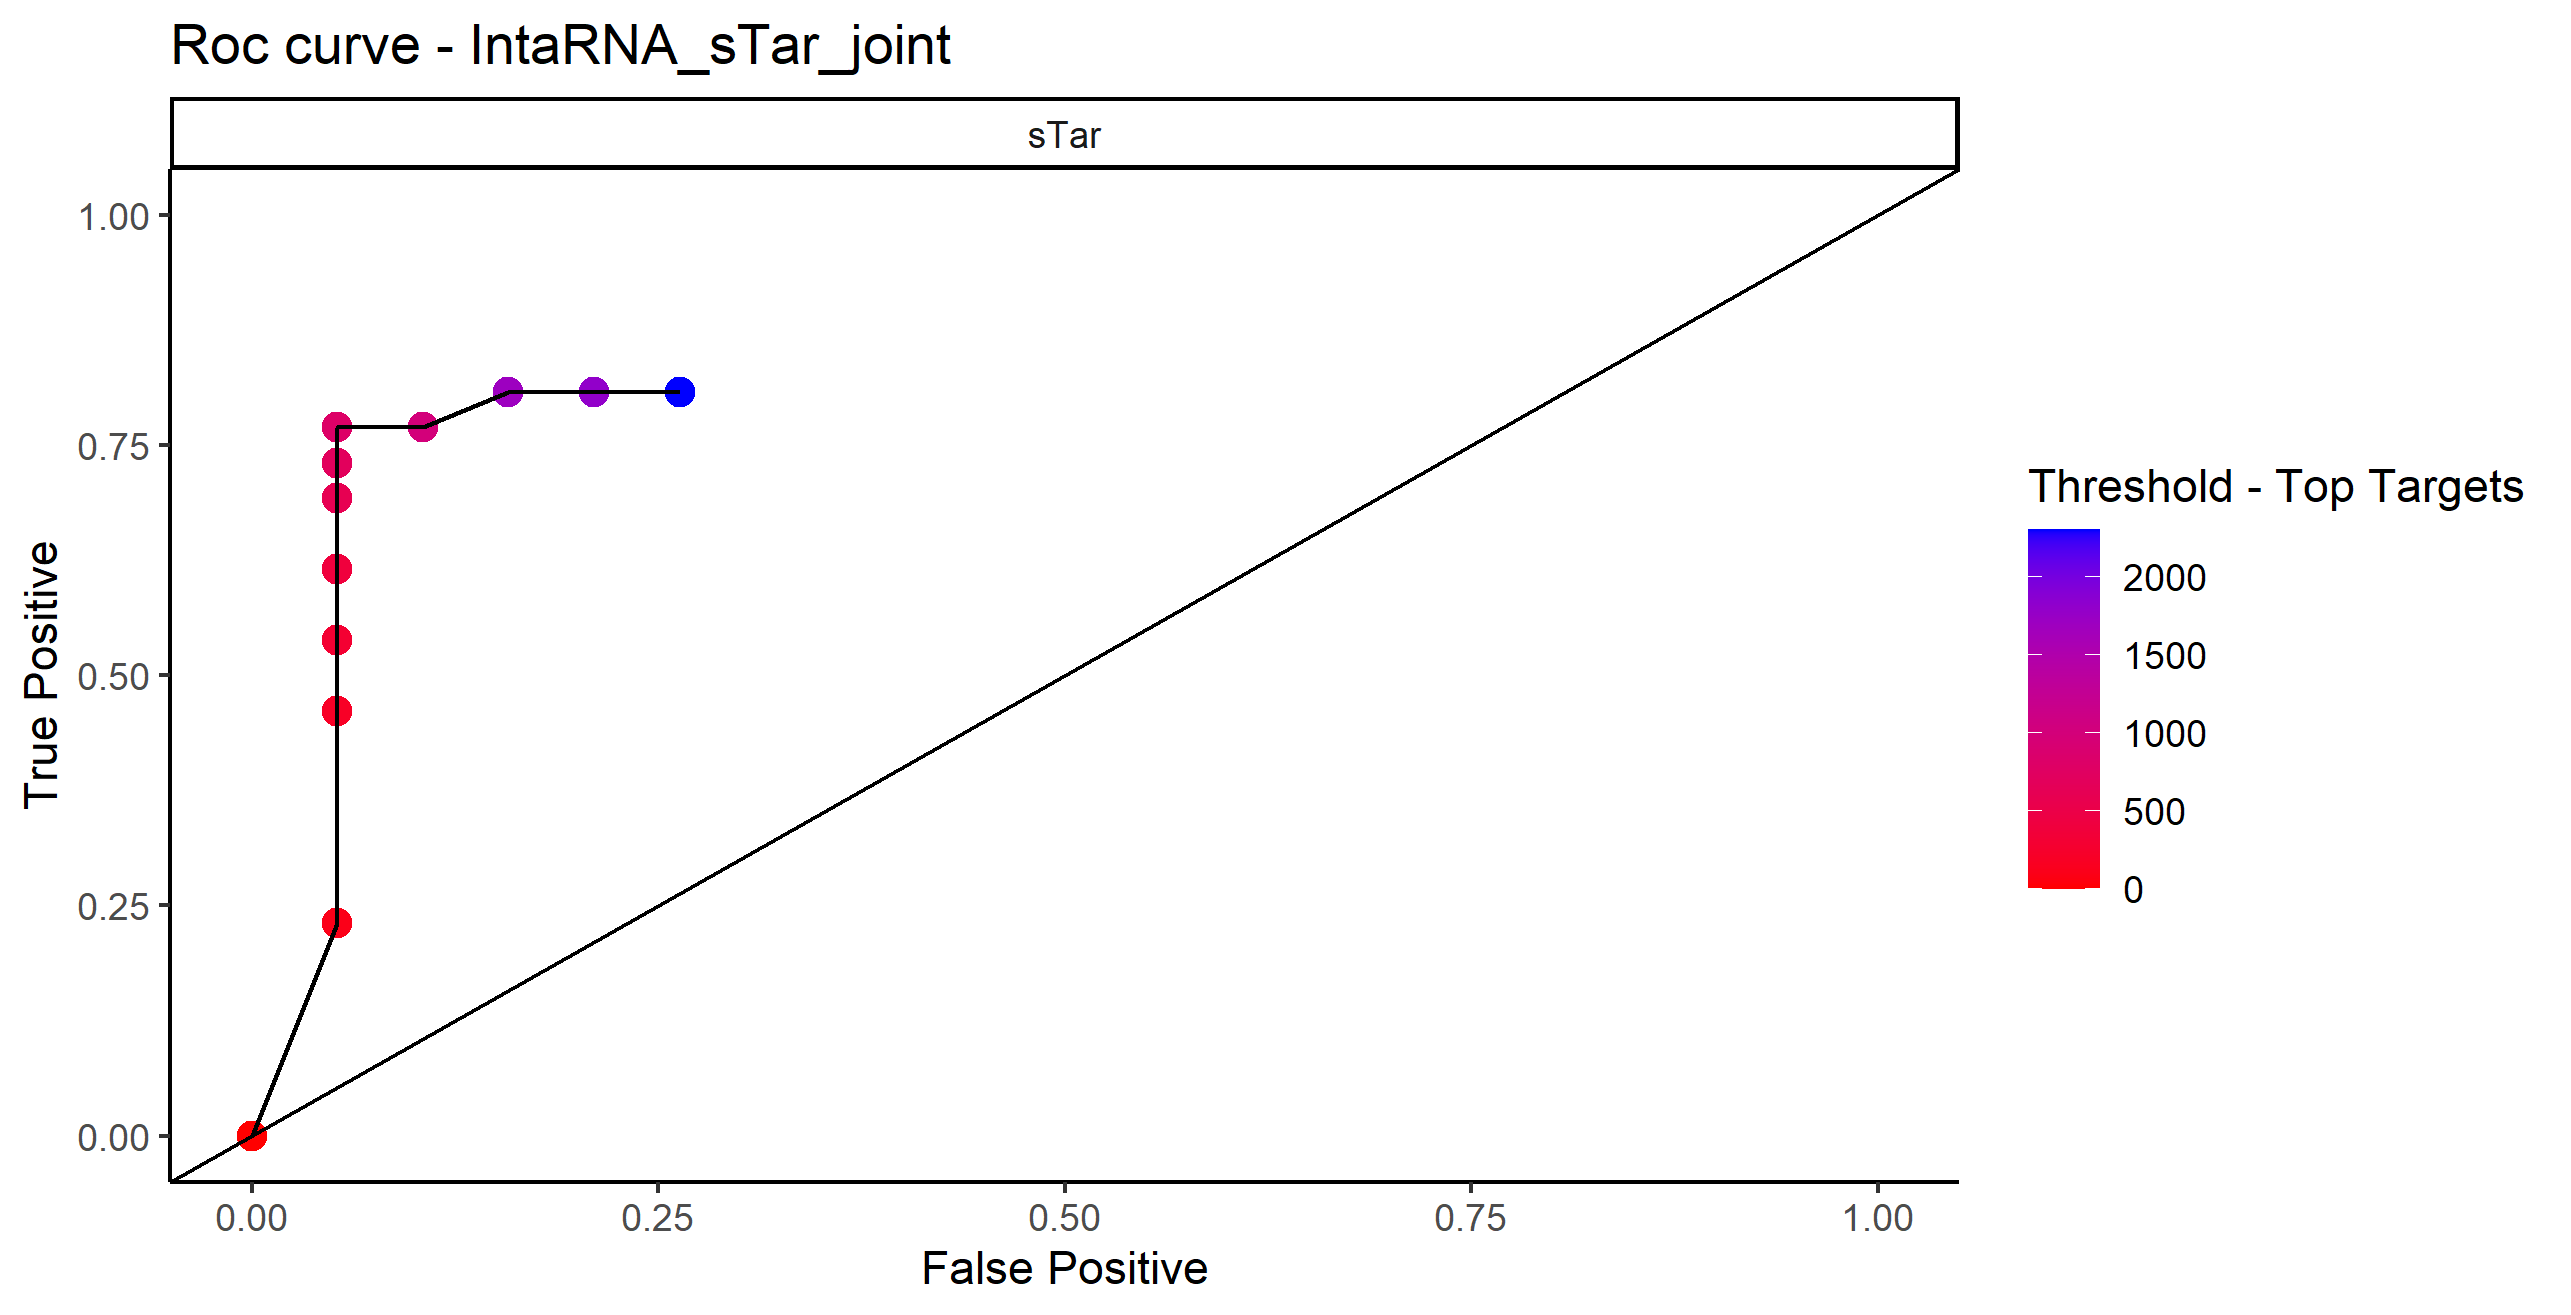 Roc curve - IntaRNA_sTar_joint
sTar
1.00
0.75
0.50
0.25
0.00
True Positive
0.00 0.25 0.50 0.75 1.00
False Positive
Threshold - Top Targets
2000
1500
1000
500
0